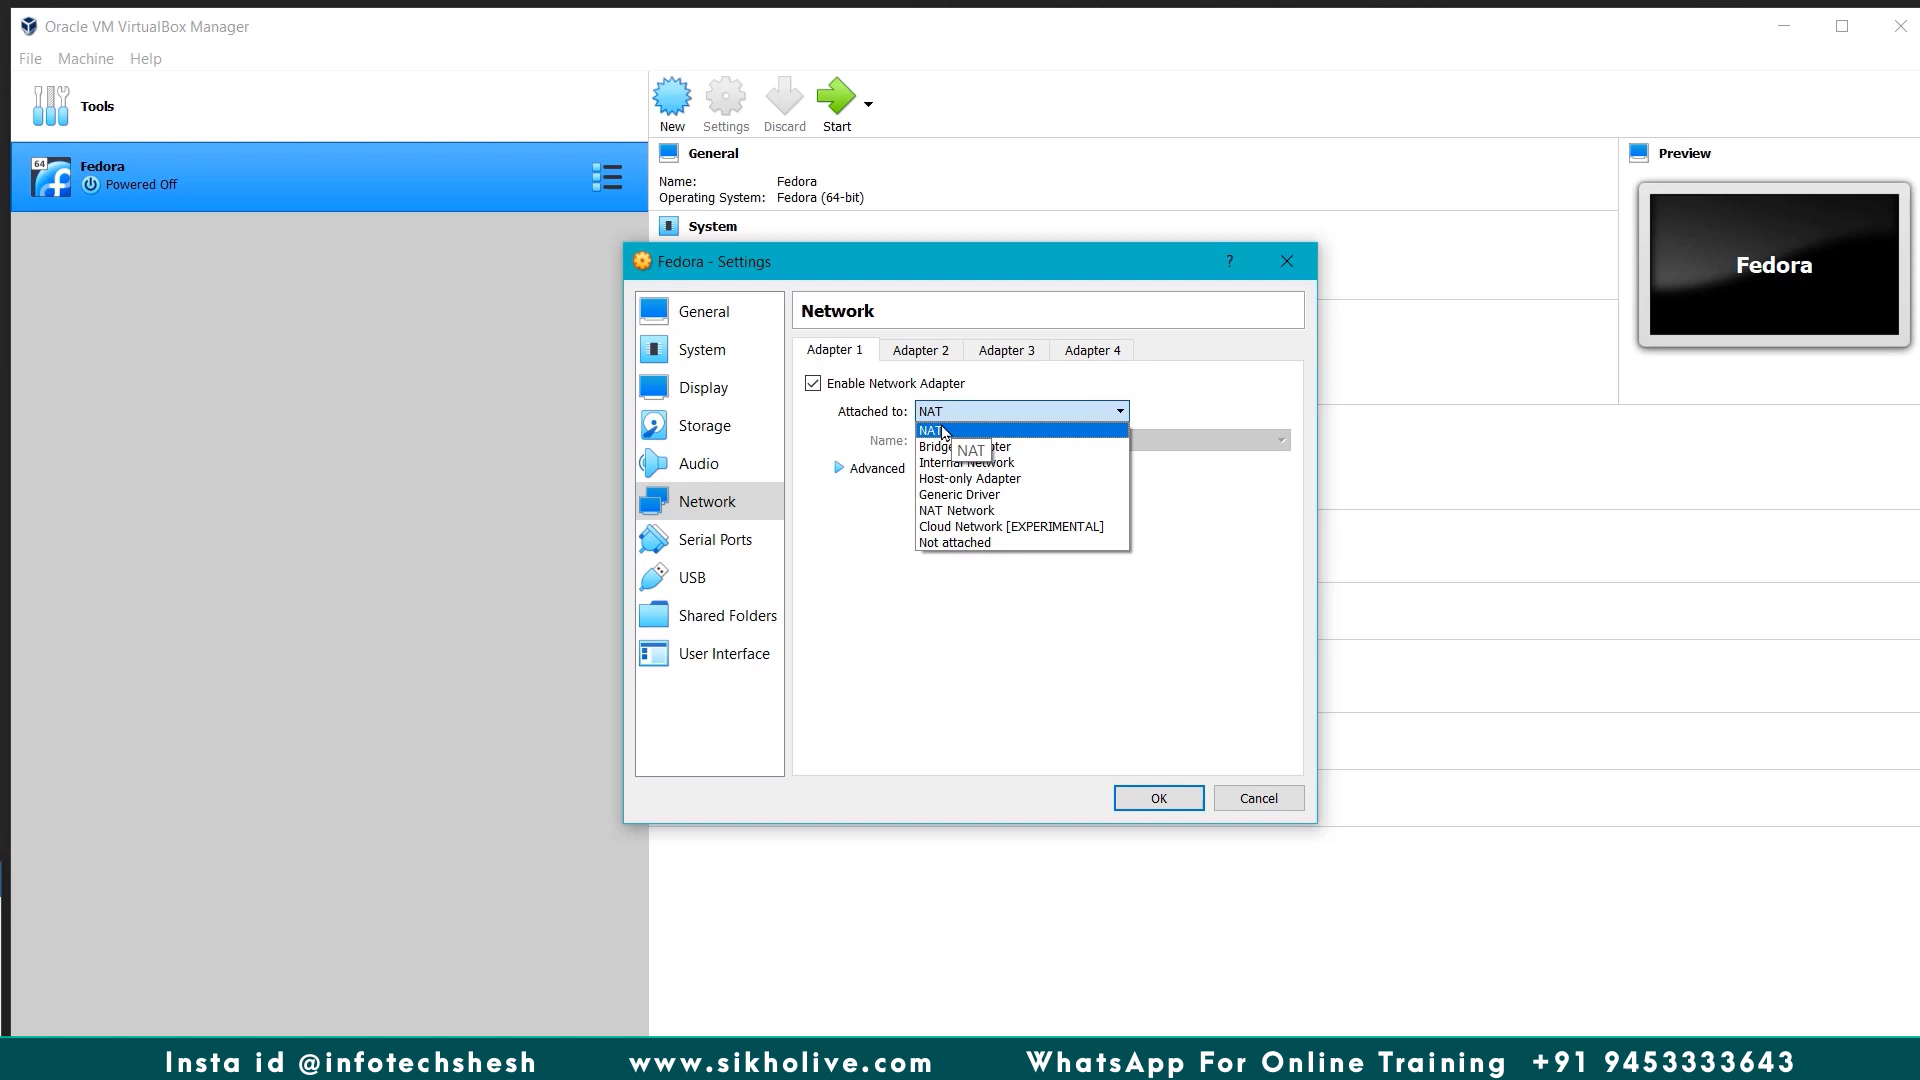 Oracle VM VirtualBox Manager
File Machine Help
Tools
New Settings Discard Start
64 Fedora
Powered Off
General
Name: Fedora
Operating System: Fedora (64-bit)
System
Preview
Fedora
Fedora - Settings ?
General
System
Display
Storage
Audio
Network
Serial Ports
USB
Shared Folders
User Interface
Network
Adapter 1 Adapter 2 Adapter 3 Adapter 4
Enable Network Adapter
Attached to: NAT
Name:
Advanced
NAT
NAT
Internal Network
Host-only Adapter
Generic Driver
NAT Network
Cloud Network [EXPERIMENTAL]
Not attached
OK Cancel
Insta id @infotechshesh www.sikholive.com WhatsApp For Online Training +91 9453333643